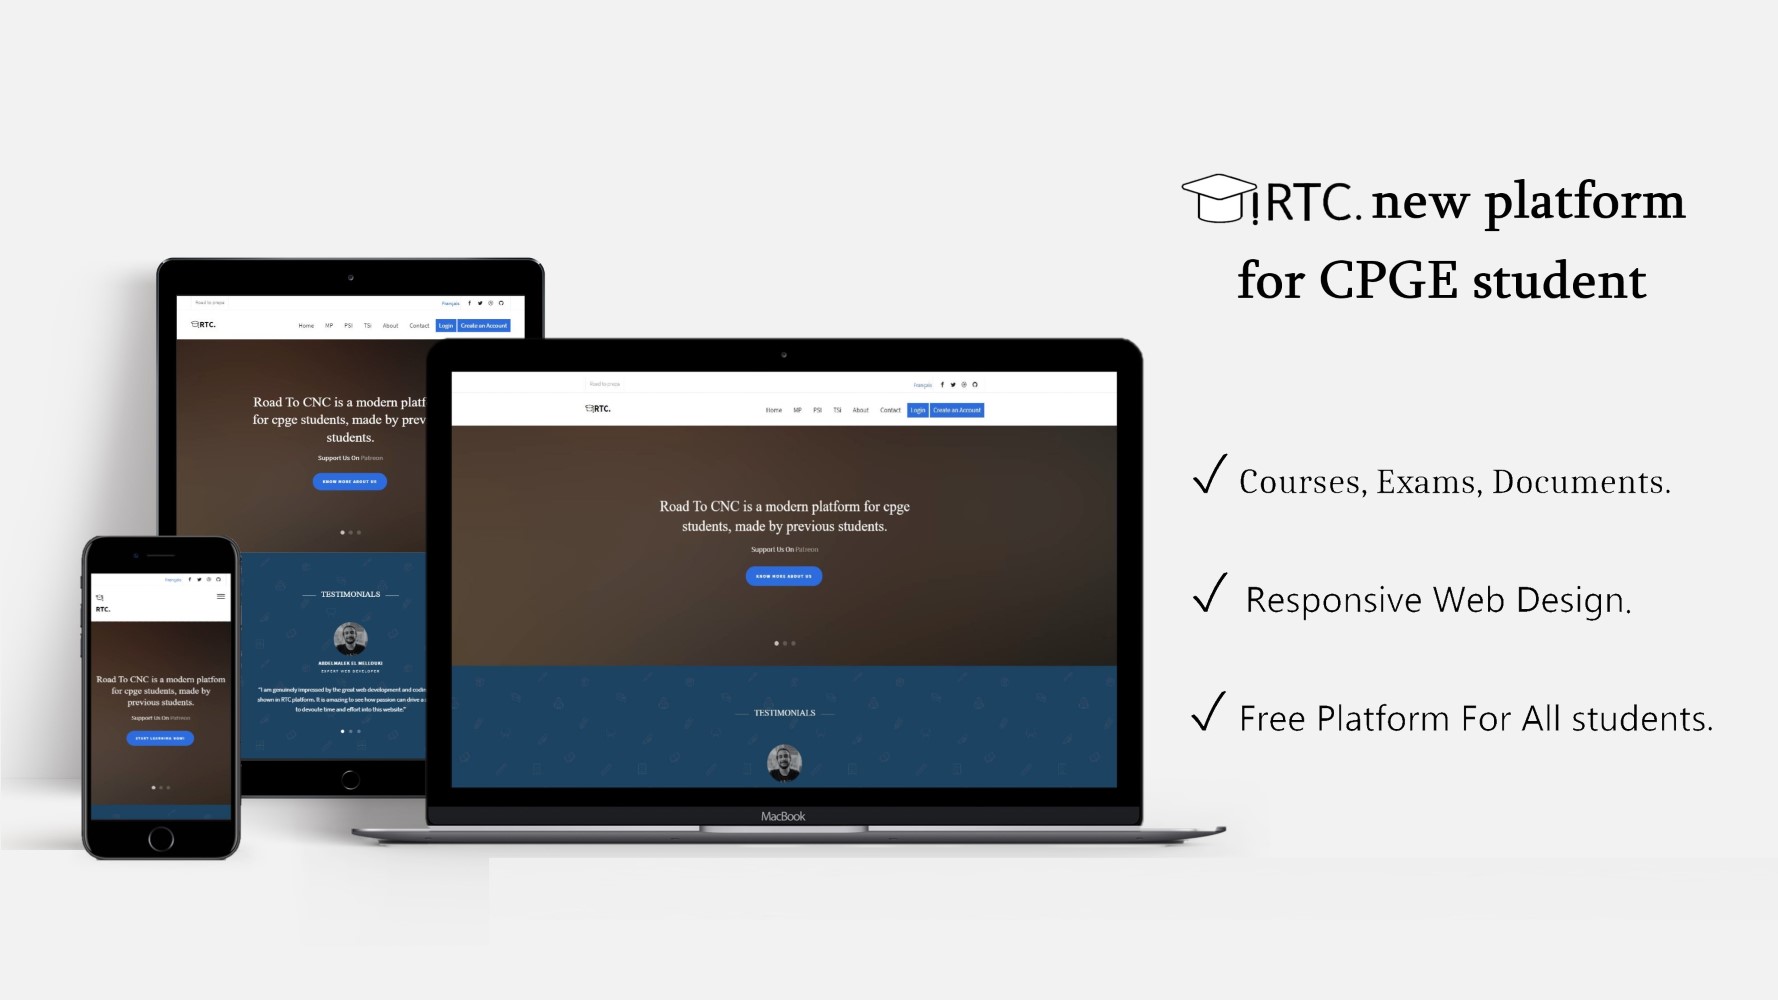 RTC. new platform
for CPGE student
✓ Courses, Exams, Documents.
✓ Responsive Web Design.
✓ Free Platform For All students.
Road to prepa
Français
RTC.
Home MP PSI TSi About Contact Login Create an Account
Road To CNC is a modern platf
for cpge students, made by prev
students.
Support Us On Patreon
KNOW MORE ABOUT US
TESTIMONIALS
ABDELMALEK EL MELLOUKI
EXPERT WEB DEVELOPER
"I am genuinely impressed by the great web development and codin
shown in RTC platform. It is amazing to see how passion can drive a
to devoute time and effort into this website."
Road to prepa
Français
RTC.
Home MP PSI TSi About Contact Login Create an Account
Road To CNC is a modern platform for cpge
students, made by previous students.
Support Us On Patreon
KNOW MORE ABOUT US
TESTIMONIALS
MacBook
Français
RTC.
Road To CNC is a modern platfom
for cpge students, made by
previous students.
Support Us On Patreon
START LEARNING NOW!